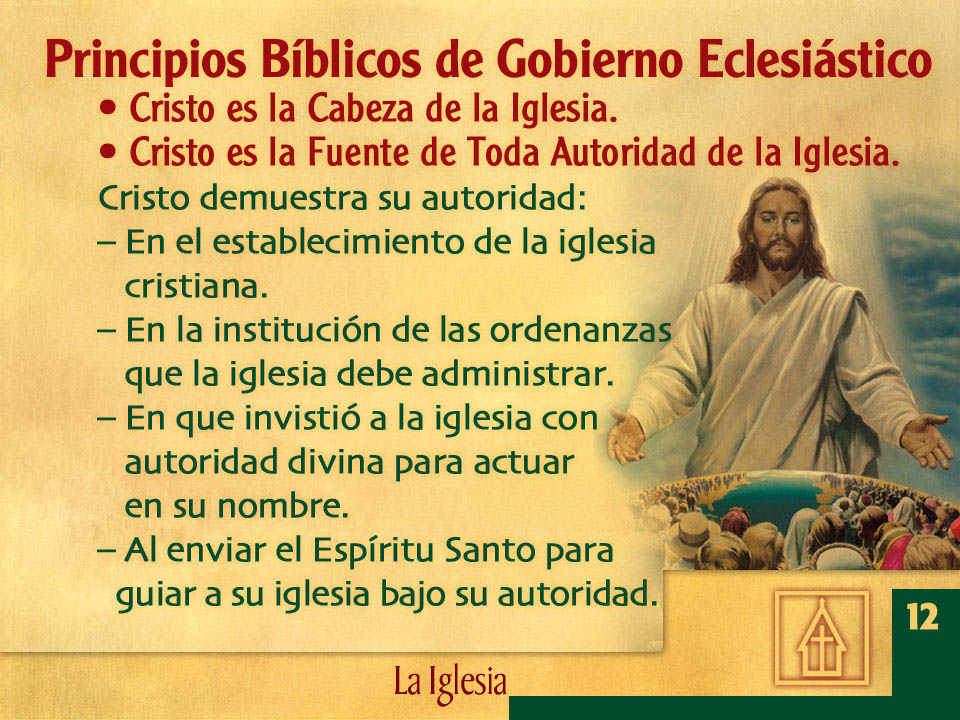 Principios Bíblicos de Gobierno Eclesiástico
• Cristo es la Cabeza de la Iglesia.
• Cristo es la Fuente de Toda Autoridad de la Iglesia.
Cristo demuestra su autoridad:
– En el establecimiento de la iglesia
cristiana.
– En la institución de las ordenanzas
que la iglesia debe administrar.
– En que invistió a la iglesia con
autoridad divina para actuar
en su nombre.
– Al enviar el Espíritu Santo para
guiar a su iglesia bajo su autoridad.
12
La Iglesia